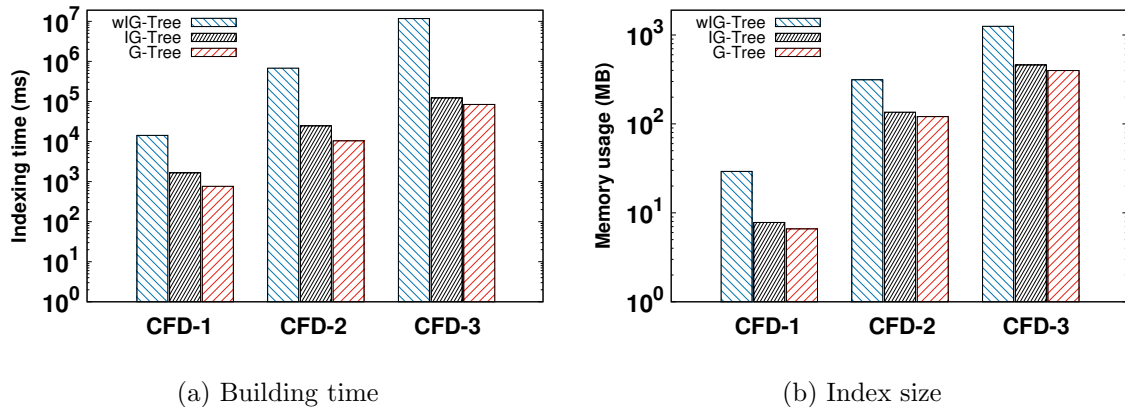 wIG-Tree
IG-Tree
G-Tree
Indexing time (ms)
10^7
10^6
10^5
10^4
10^3
10^2
10^1
10^0
CFD-1 CFD-2 CFD-3
(a) Building time
wIG-Tree
IG-Tree
G-Tree
Memory usage (MB)
10^3
10^2
10^1
10^0
CFD-1 CFD-2 CFD-3
(b) Index size